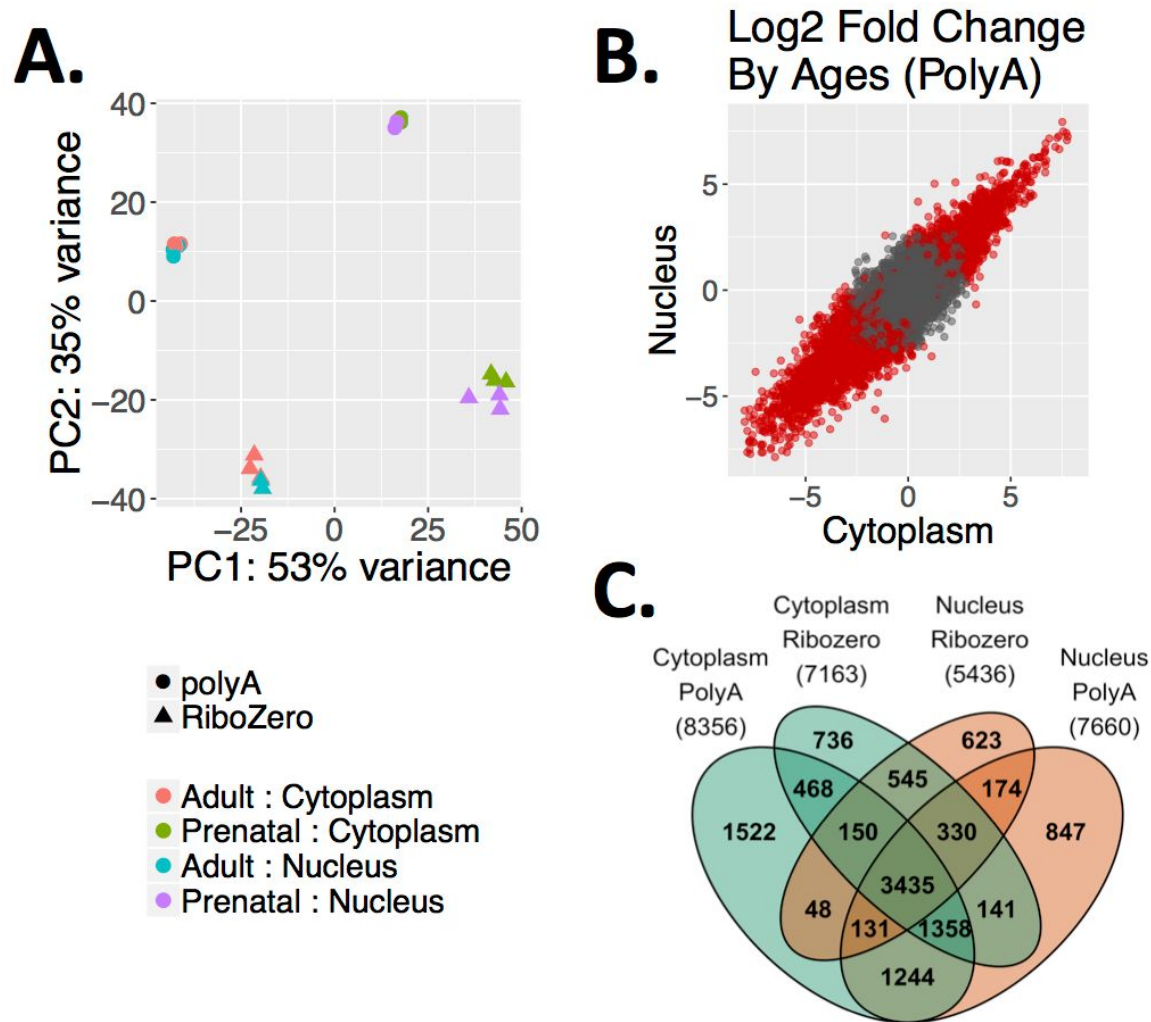 A.
40
20
0
−20
−40
PC2: 35% variance
−25
0
25
50
PC1: 53% variance
polyA
RiboZero
Adult : Cytoplasm
Prenatal : Cytoplasm
Adult : Nucleus
Prenatal : Nucleus
B.
Log2 Fold Change
By Ages (PolyA)
5
0
−5
Nucleus
−5
0
5
Cytoplasm
C.
Cytoplasm
PolyA
(8356)
Cytoplasm
Ribozero
(7163)
Nucleus
Ribozero
(5436)
Nucleus
PolyA
(7660)
736
623
468
545
174
1522
150
330
847
3435
48
131
1358
141
1244